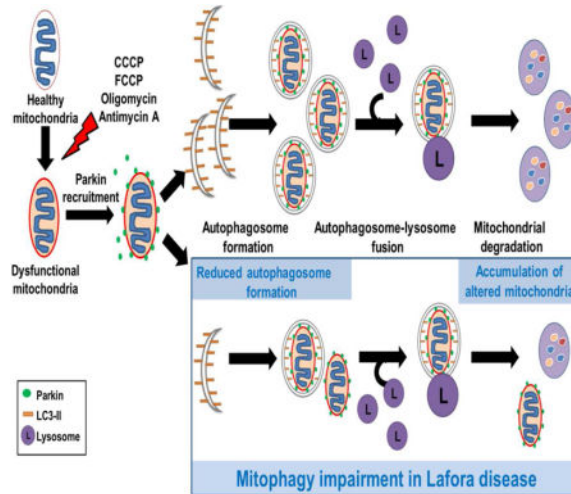 CCCP
FCCP
Oligomycin
Antimycin A
Healthy
mitochondria
Parkin
recruitment
Dysfunctional
mitochondria
L
L
L
L
L
Autophagosome
formation
Autophagosome-lysosome
fusion
Mitochondrial
degradation
Reduced autophagosome
formation
Accumulation of
altered mitochondria
L
L
L
L
L
Parkin
LC3-II
L Lysosome
Mitophagy impairment in Lafora disease